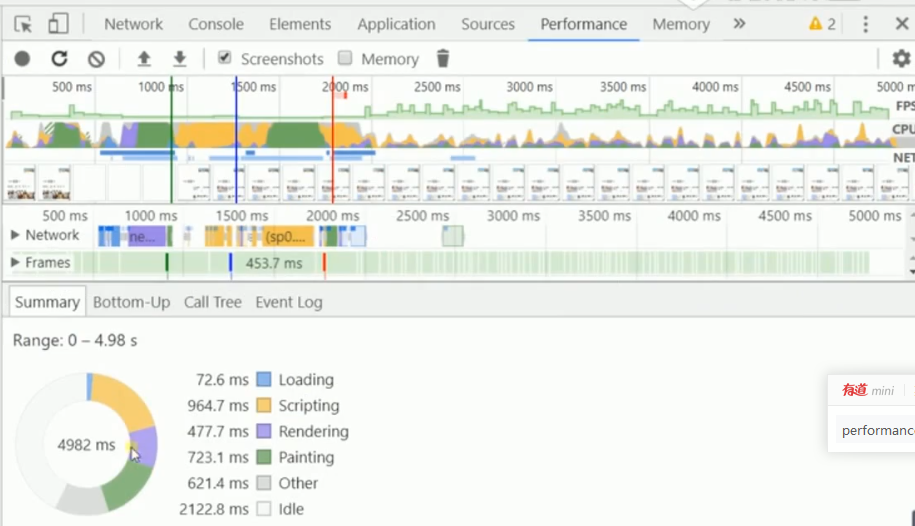 Network Console Elements Application Sources Performance Memory » 2
Screenshots Memory
500 ms 1000 ms 1500 ms 2000 ms 2500 ms 3000 ms 3500 ms 4000 ms 4500 ms 5000 m
FPS
CPU
NET
500 ms 1000 ms 1500 ms 2000 ms 2500 ms 3000 ms 3500 ms 4000 ms 4500 ms 5000 ms
Network ne... (sp0....
Frames 453.7 ms
Summary Bottom-Up Call Tree Event Log
Range: 0 – 4.98 s
4982 ms
72.6 ms Loading
964.7 ms Scripting
477.7 ms Rendering
723.1 ms Painting
621.4 ms Other
2122.8 ms Idle
有道 mini
performanc